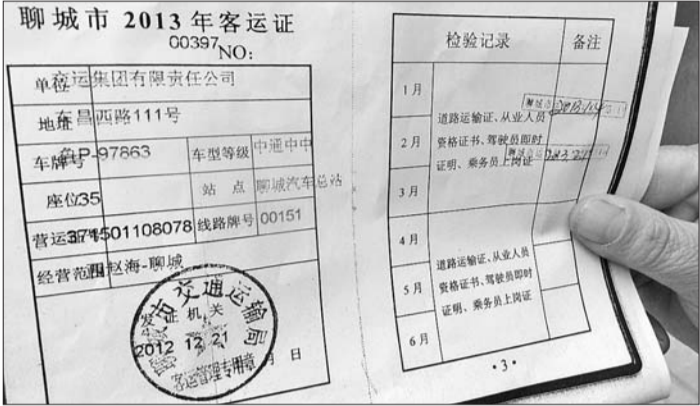 聊城市 2013 年客运证
00397
NO:
单位 交运集团有限责任公司
地址 东昌西路111号
车牌号 鲁P-97863 车型等级 中通中中
座位 35 站点 聊城汽车总站
营运证号 371501108078 线路牌号 00151
经营范围 赵海-聊城
市交通运输局
发证机关
2012 12 21
客运管理专用章
月 日
检验记录 备注
1月
道路运输证、从业人员
2月
资格证书、驾驶员即时
证明、乘务员上岗证
3月
4月
道路运输证、从业人员
5月
资格证书、驾驶员即时
证明、乘务员上岗证
6月
·3·